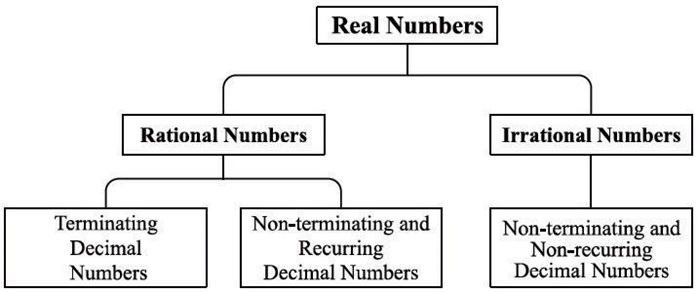 Real Numbers
Rational Numbers
Irrational Numbers
Terminating
Decimal
Numbers
Non-terminating and
Recurring
Decimal Numbers
Non-terminating and
Non-recurring
Decimal Numbers